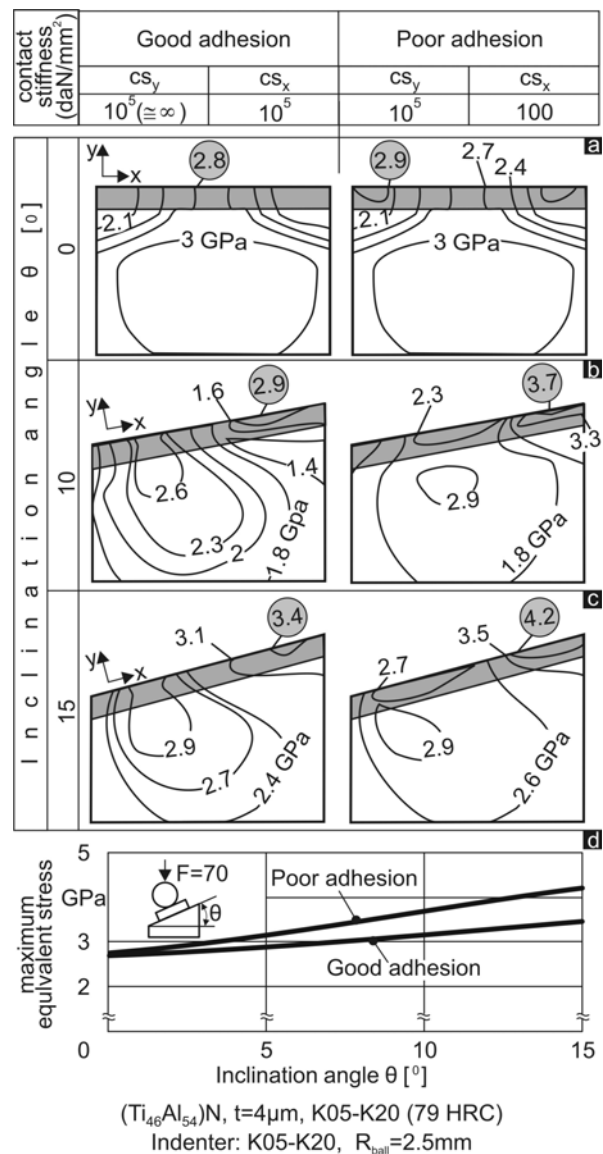 contact stiffness (daN/mm²)
Good adhesion Poor adhesion
cs_y cs_x cs_y cs_x
10⁵(≅∞) 10⁵ 10⁵ 100
Inclination angle θ [⁰]
a
0
y x
2.8
2.1
3 GPa
2.9
2.7
2.4
2.1
3 GPa
b
10
y x
1.6
2.9
2.6
2.3
2
1.8 Gpa
1.4
2.3
3.7
3.3
2.9
1.8 GPa
c
15
y x
3.1
3.4
2.9
2.7
2.4 GPa
2.7
3.5
4.2
2.9
2.6 GPa
d
maximum equivalent stress
5
GPa
3
2
F=70
θ
Poor adhesion
Good adhesion
0 5 10 15
Inclination angle θ [⁰]
(Ti₄₆Al₅₄)N, t=4µm, K05-K20 (79 HRC)
Indenter: K05-K20, R_ball=2.5mm